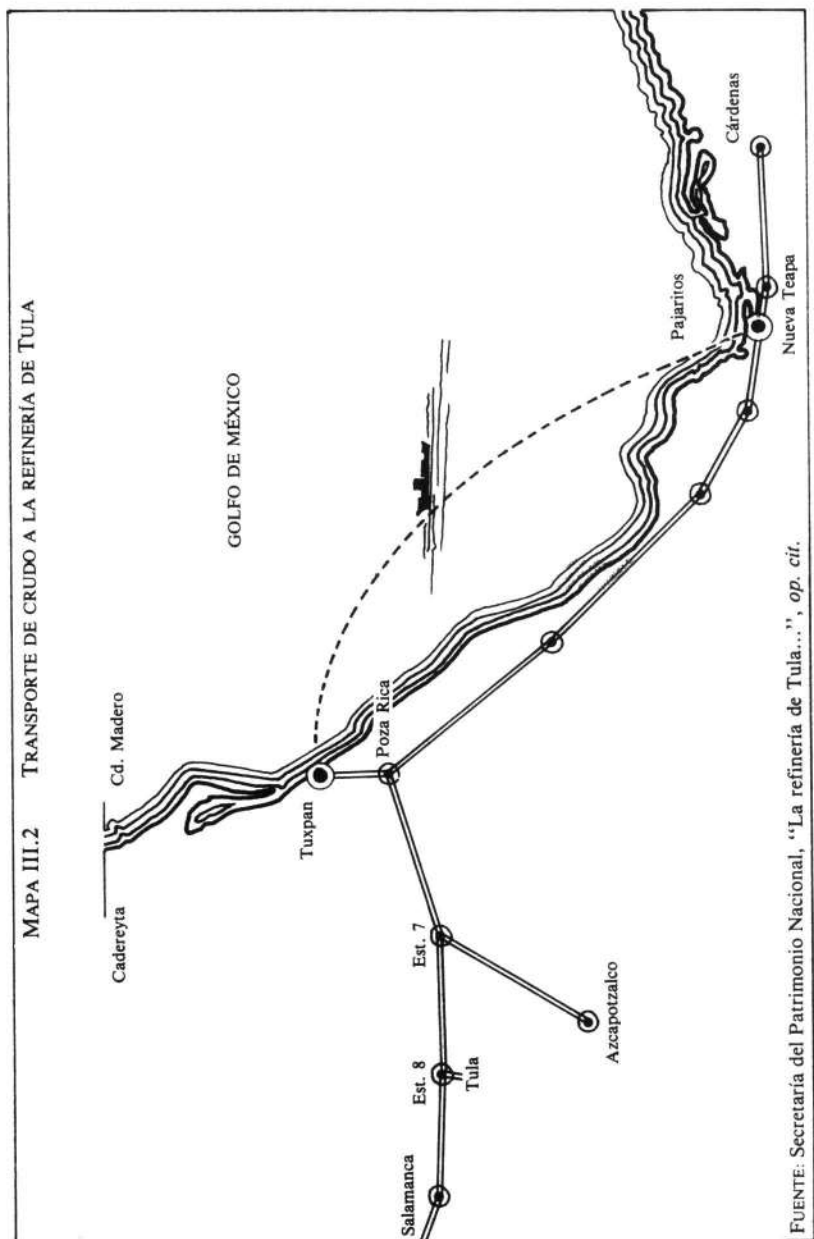 MAPA III.2 TRANSPORTE DE CRUDO A LA REFINERÍA DE TULA
Cadereyta
Cd. Madero
GOLFO DE MÉXICO
Tuxpan
Poza Rica
Pajaritos
Cárdenas
Nueva Teapa
Salamanca
Est. 8
Tula
Est. 7
Azcapotzalco
FUENTE: Secretaría del Patrimonio Nacional, “La refinería de Tula...”, op. cit.